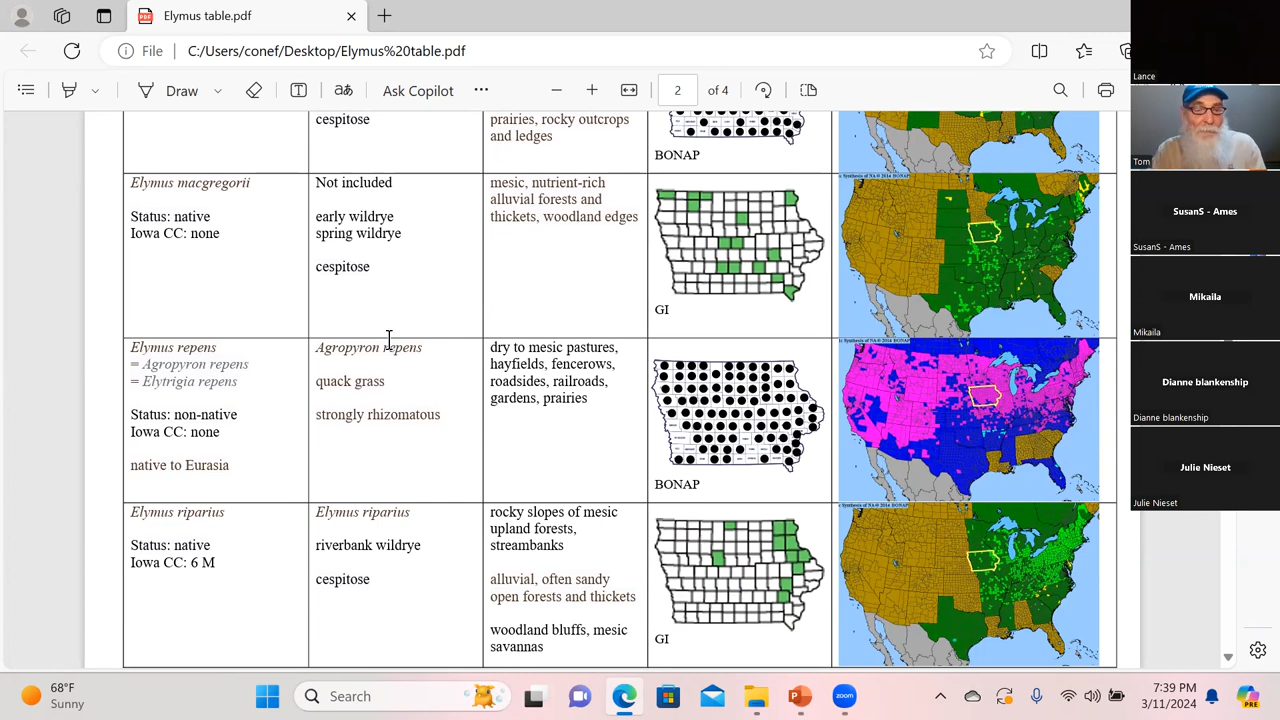 Elymus table.pdf
File
C:/Users/conef/Desktop/Elymus%20table.pdf
Draw
Ask Copilot
2
of 4
cespitose
prairies, rocky outcrops
and ledges
BONAP
Elymus macgregorii
Status: native
Iowa CC: none
Not included
early wildrye
spring wildrye
cespitose
mesic, nutrient-rich
alluvial forests and
thickets, woodland edges
GI
Elymus repens
= Agropyron repens
= Elytrigia repens
Status: non-native
Iowa CC: none
native to Eurasia
Agropyron repens
quack grass
strongly rhizomatous
dry to mesic pastures,
hayfields, fencerows,
roadsides, railroads,
gardens, prairies
BONAP
Elymus riparius
Status: native
Iowa CC: 6 M
Elymus riparius
riverbank wildrye
cespitose
rocky slopes of mesic
upland forests,
streambanks
alluvial, often sandy
open forests and thickets
woodland bluffs, mesic
savannas
GI
Lance
Tom
SusanS - Ames
SusanS - Ames
Mikaila
Mikaila
Dianne blankenship
Dianne blankenship
Julie Nieset
Julie Nieset
68°F
Sunny
Search
zoom
7:39 PM
3/11/2024
PRE